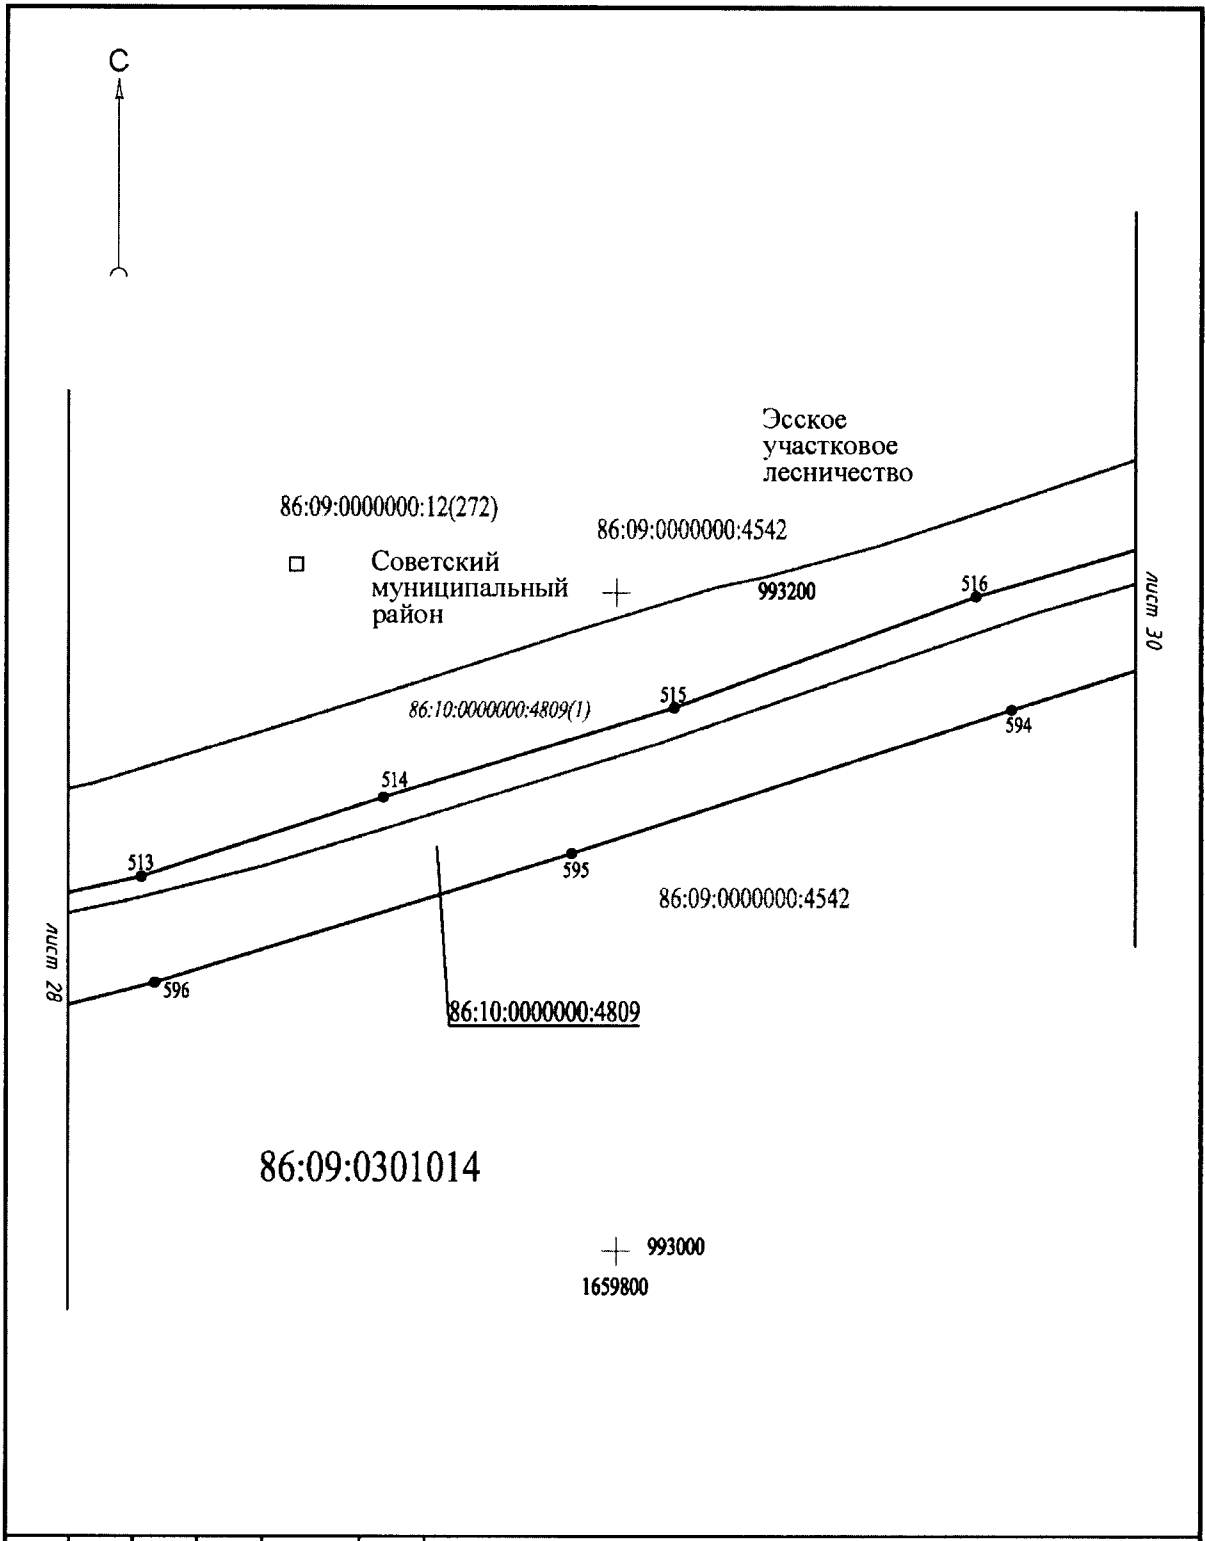 С
Эсское
участковое
лесничество
86:09:0000000:12(272)
86:09:0000000:4542
Советский
муниципальный
район
993200
516
лист 30
515
86:10:0000000:4809(1)
594
514
513
595
86:09:0000000:4542
лист 28
596
86:10:0000000:4809
86:09:0301014
993000
1659800